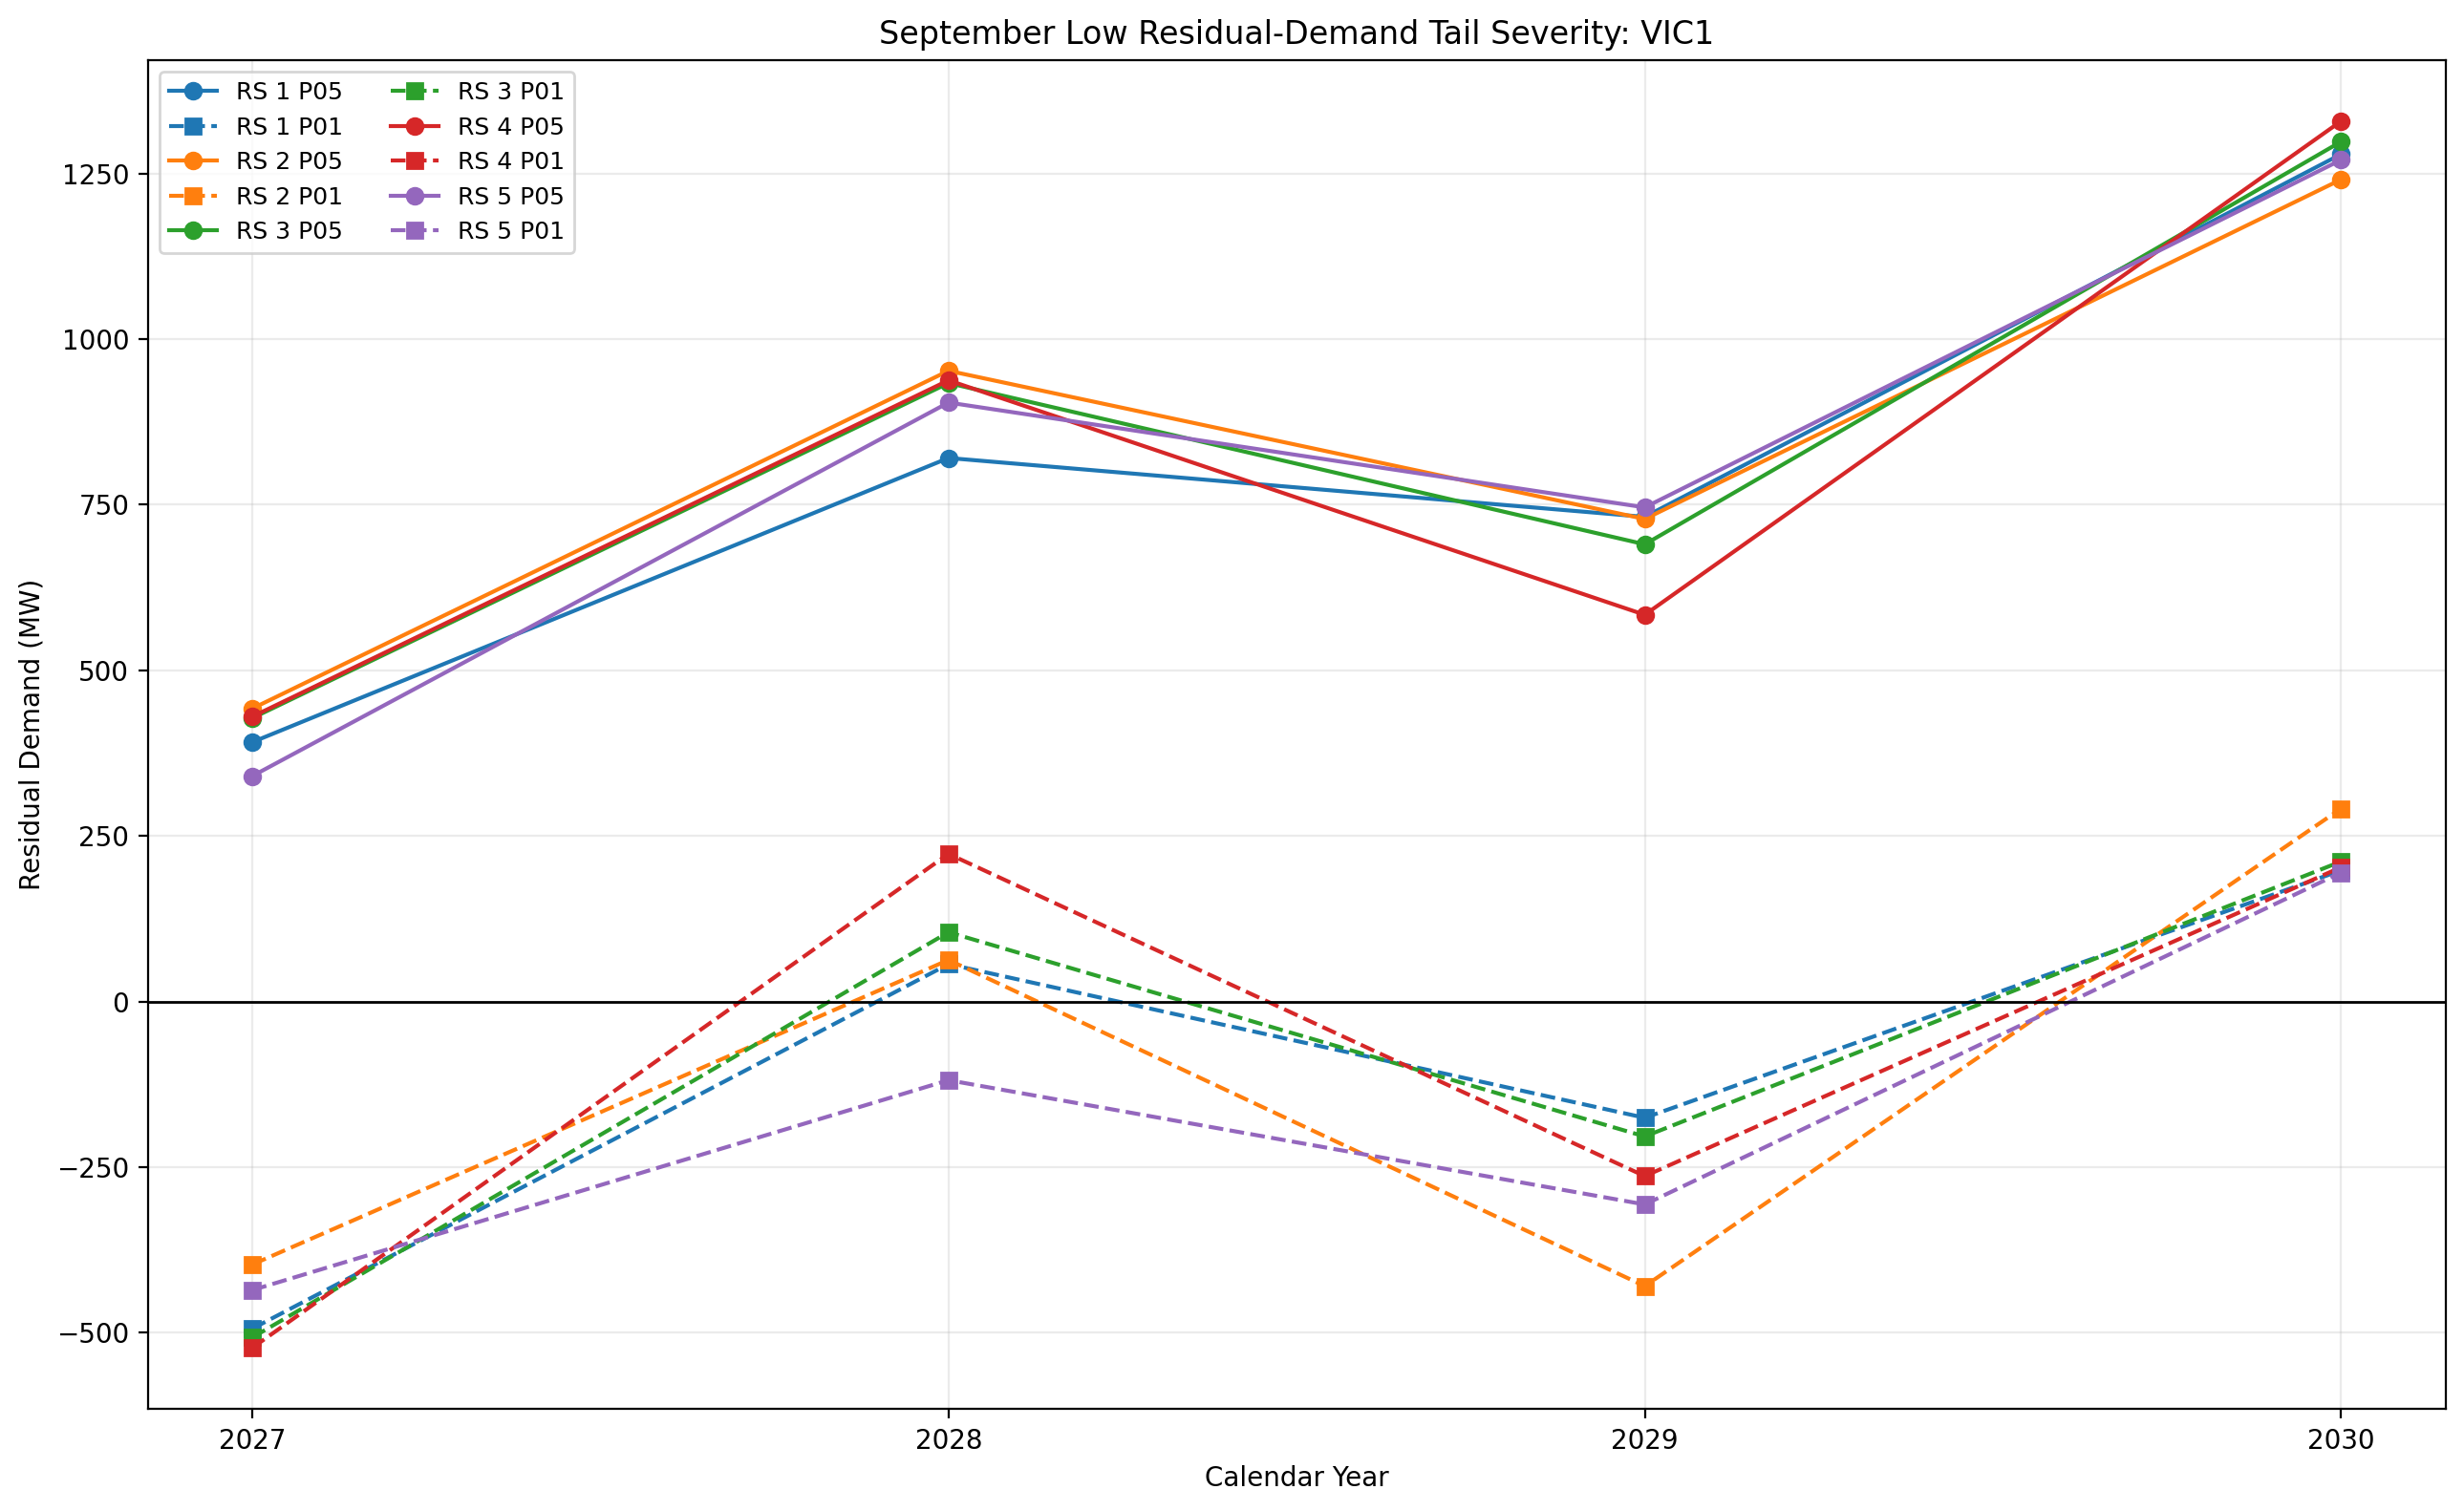 September Low Residual-Demand Tail Severity: VIC1
RS 1 P05
RS 1 P01
RS 2 P05
RS 2 P01
RS 3 P05
RS 3 P01
RS 4 P05
RS 4 P01
RS 5 P05
RS 5 P01
Residual Demand (MW)
1250
1000
750
500
250
0
−250
−500
2027 2028 2029 2030
Calendar Year